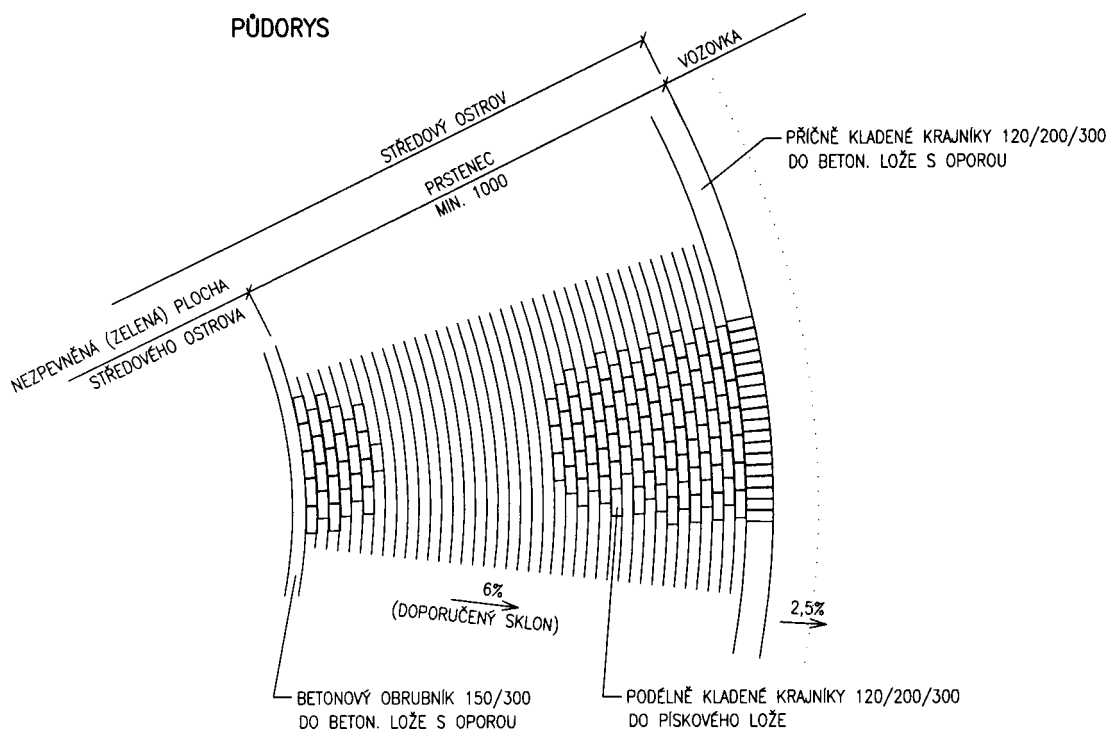 PŮDORYS
VOZOVKA
STŘEDOVÝ OSTROV
PŘÍČNĚ KLADENÉ KRAJNÍKY 120/200/300
DO BETON. LOŽE S OPOROU
PRSTENEC
MIN. 1000
NEZPEVNĚNÁ (ZELENÁ) PLOCHA
STŘEDOVÉHO OSTROVA
6%
(DOPORUČENÝ SKLON)
2,5%
BETONOVÝ OBRUBNÍK 150/300
DO BETON. LOŽE S OPOROU
PODÉLNĚ KLADENÉ KRAJNÍKY 120/200/300
DO PÍSKOVÉHO LOŽE